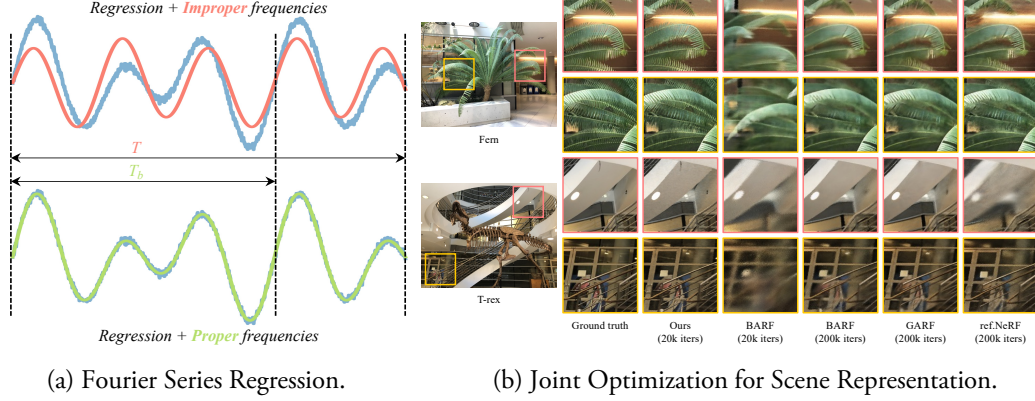 Regression + Improper frequencies
T
T_b
Regression + Proper frequencies
(a) Fourier Series Regression.
Fern
T-rex
Ground truth
Ours
(20k iters)
BARF
(20k iters)
BARF
(200k iters)
GARF
(200k iters)
ref.NeRF
(200k iters)
(b) Joint Optimization for Scene Representation.